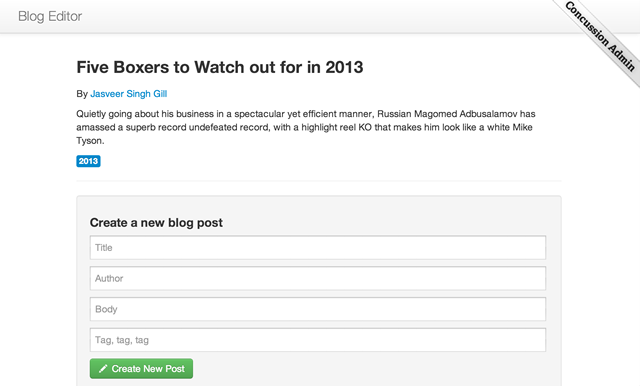 Blog Editor
Concussion Admin
Five Boxers to Watch out for in 2013
By Jasveer Singh Gill
Quietly going about his business in a spectacular yet efficient manner, Russian Magomed Adbusalamov has
amassed a superb record undefeated record, with a highlight reel KO that makes him look like a white Mike
Tyson.
2013
Create a new blog post
Title
Author
Body
Tag, tag, tag
Create New Post